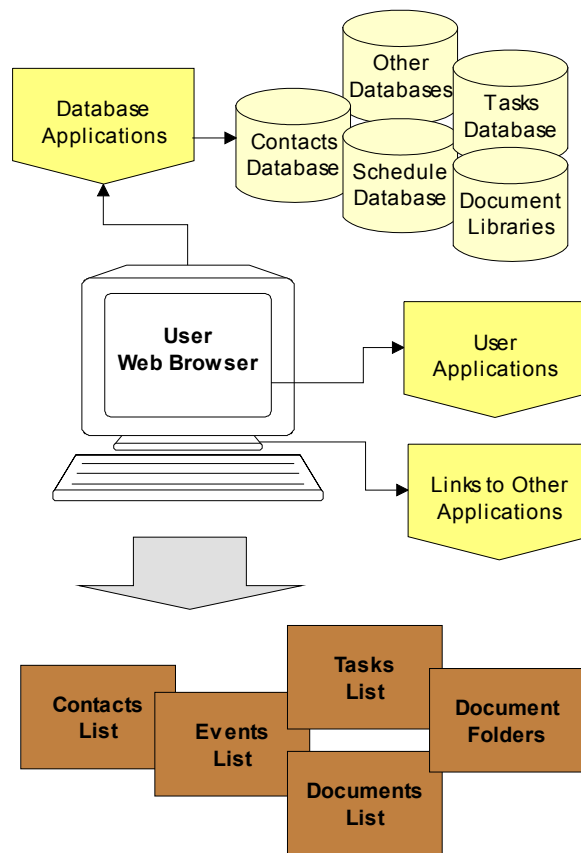 Other
Databases
Database
Applications
Tasks
Database
Contacts
Database
Schedule
Database
Document
Libraries
User
Web Browser
User
Applications
Links to Other
Applications
Tasks
List
Contacts
List
Document
Folders
Events
List
Documents
List